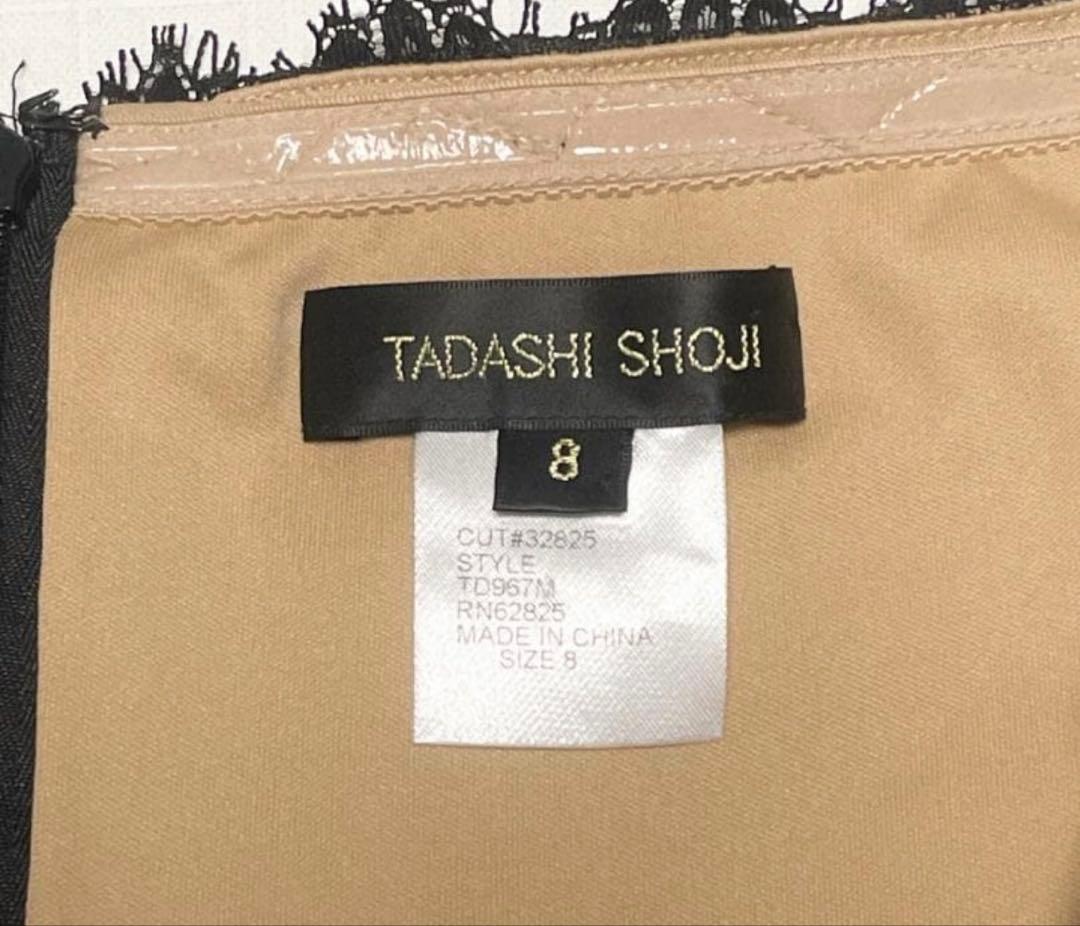 TADASHI SHOJI
8
CUT#32825
STYLE
TD967M
RN62825
MADE IN CHINA
SIZE 8